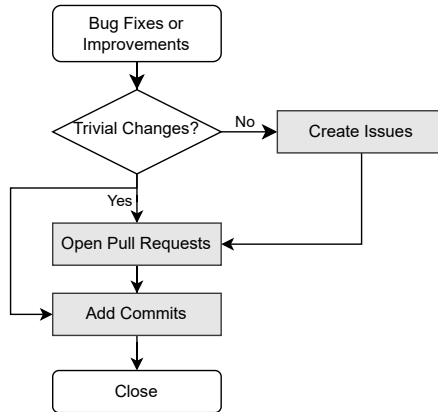 Bug Fixes or
Improvements
Trivial Changes?
No
Create Issues
Yes
Open Pull Requests
Add Commits
Close